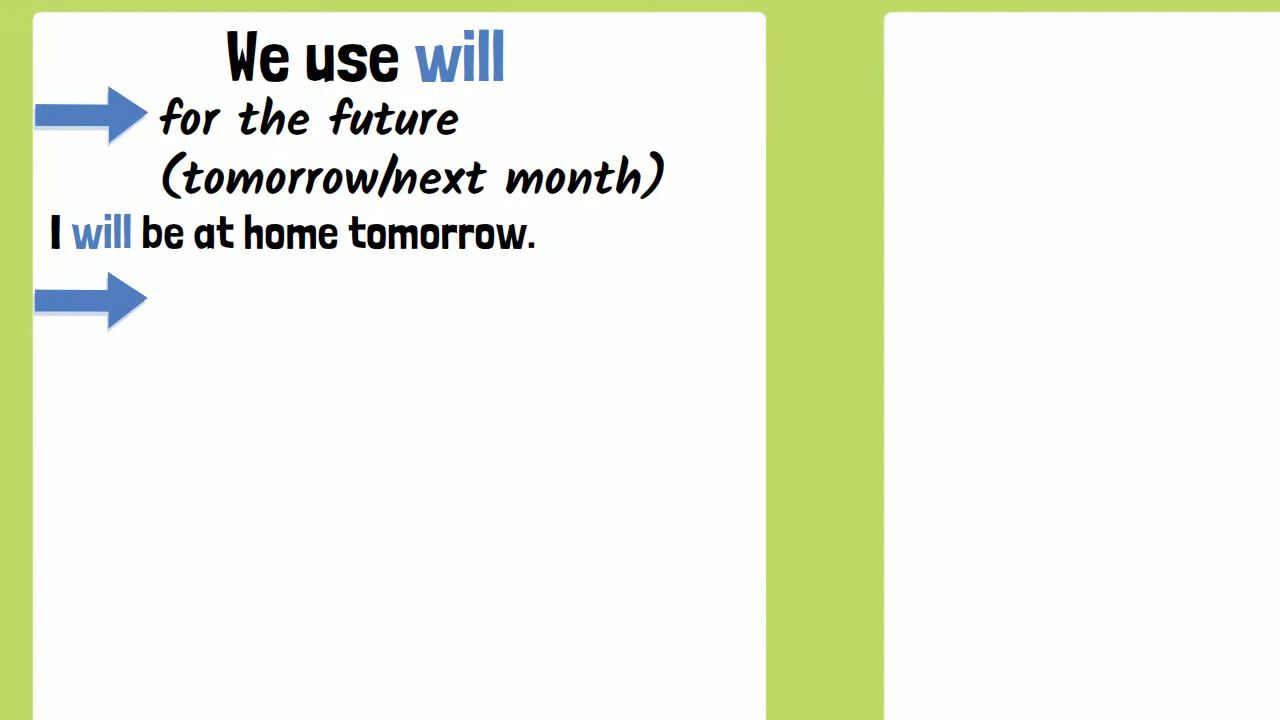 We use will
for the future
(tomorrow/next month)
I will be at home tomorrow.